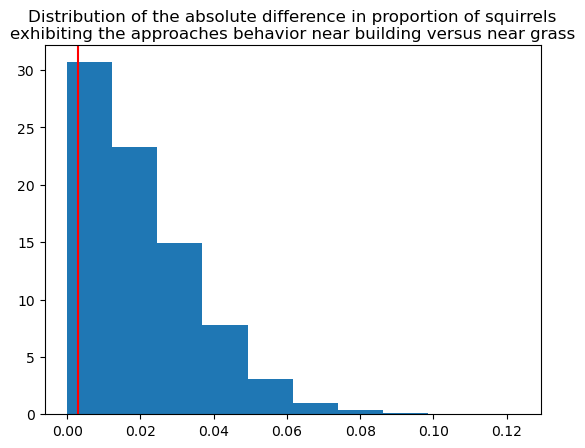 Distribution of the absolute difference in proportion of squirrels
exhibiting the approaches behavior near building versus near grass
30
25
20
15
10
5
0
0.00 0.02 0.04 0.06 0.08 0.10 0.12